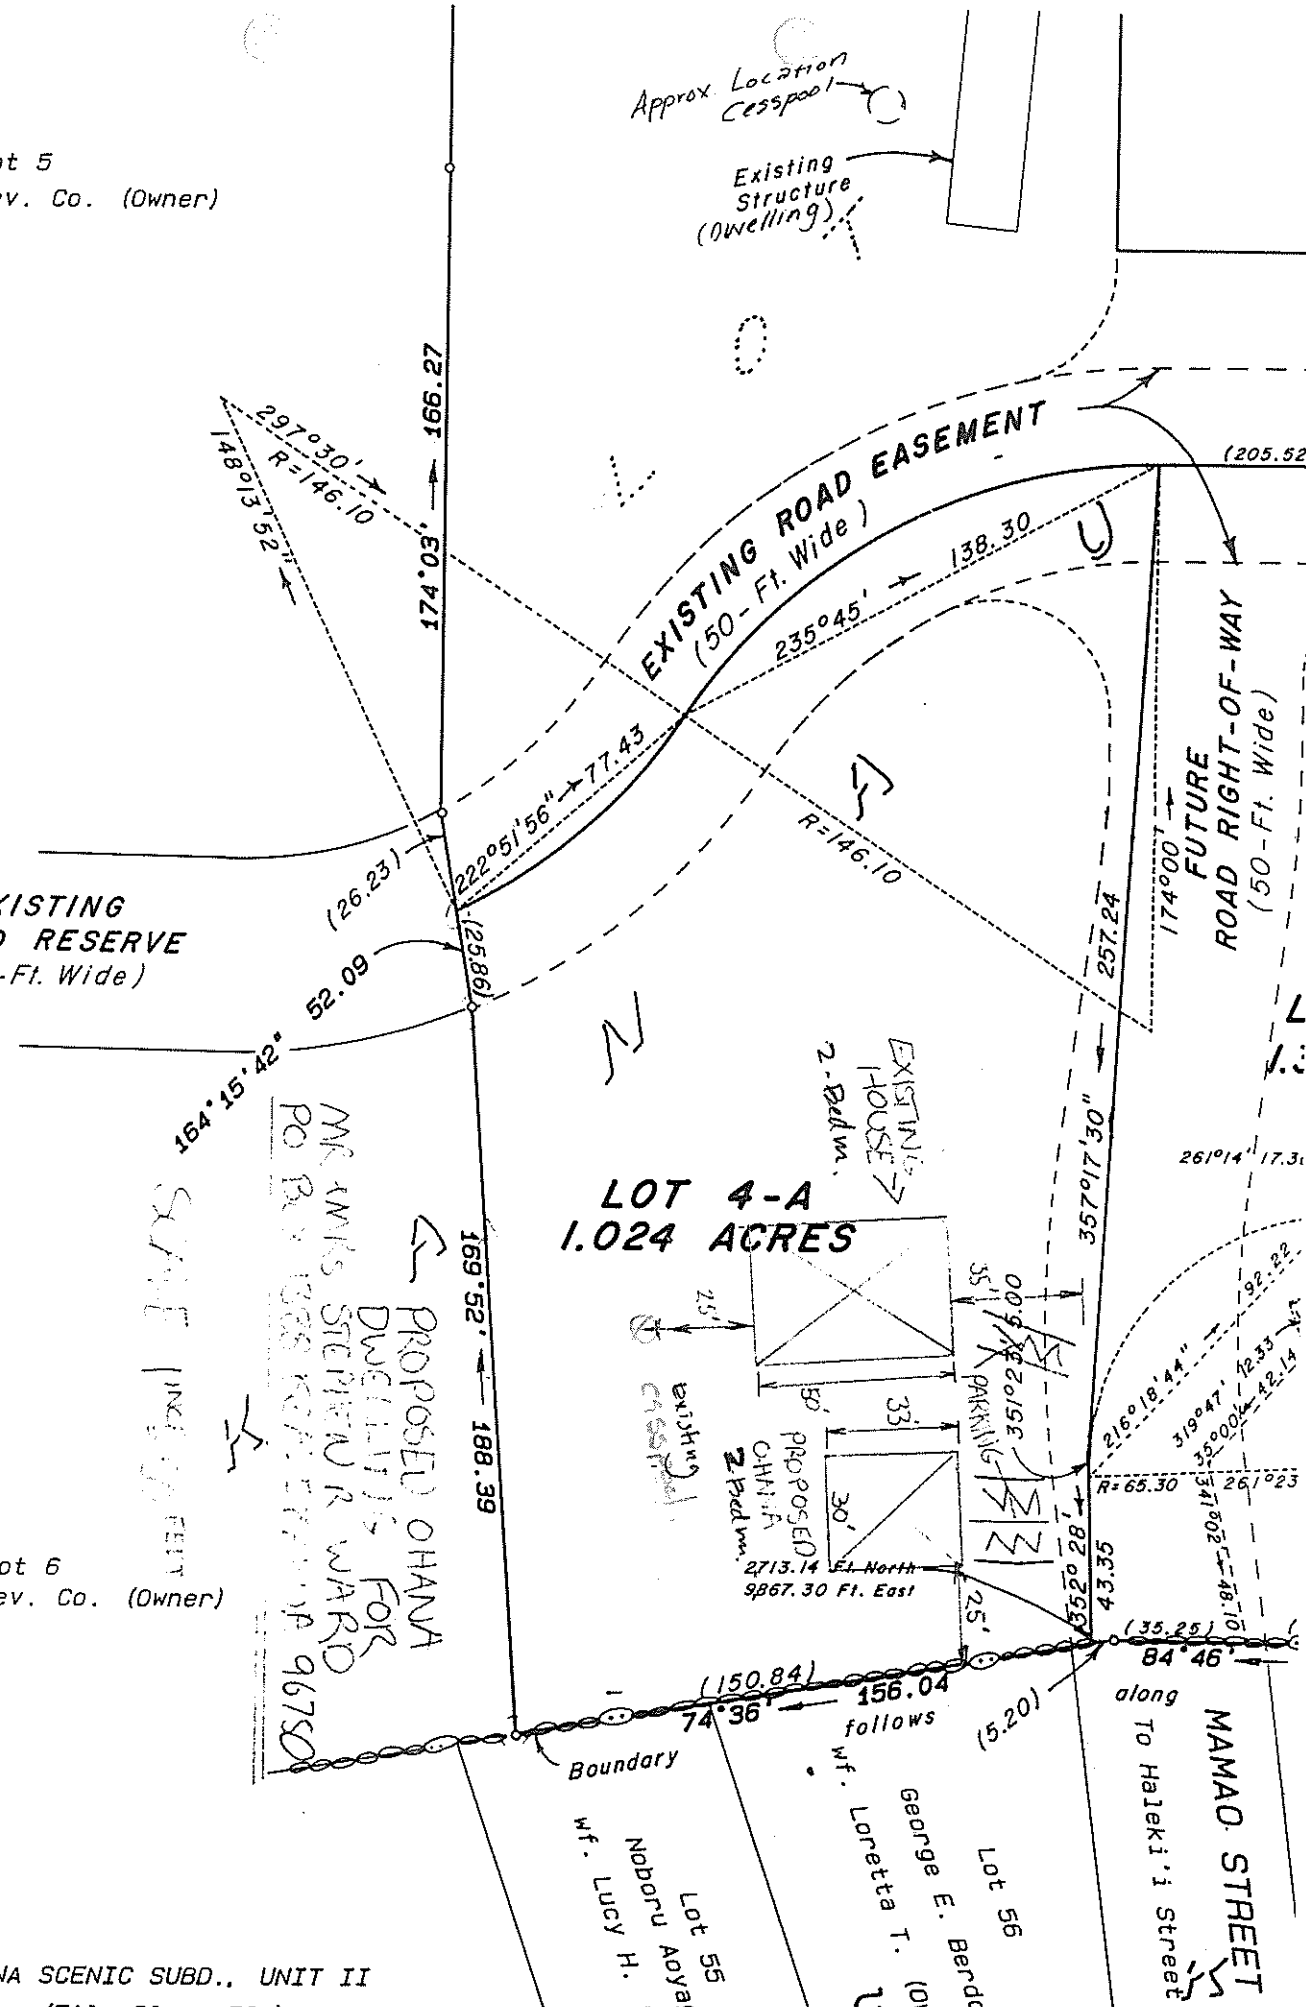 Approx. Location
Cesspool
Existing
Structure
(Dwelling)
ot 5
ev. Co. (Owner)
174°03' 166.27
297°30'
R=146.10
148°13'52"
EXISTING ROAD EASEMENT
(50-Ft. Wide)
(205.52
235°45' 138.30
222°51'56" 77.43
R=146.10
(26.23)
(25.86)
164°15'42" 52.09
XISTING
D RESERVE
-Ft. Wide)
174°00'
FUTURE
ROAD RIGHT-OF-WAY
(50-Ft. Wide)
357°17'30" 257.24
EXISTING
HOUSE
2-Bedm.
LOT 4-A
1.024 ACRES
L
1.3
261°14' 17.3
169°52' 188.39
25'
35'
50'
33'
30'
25'
existing
cesspool
PROPOSED
OHANA
2 Bedm.
PARKING
351°23' 5.00
216°18'44" 92.22
319°47' 12.33
35°00' 42.14
R=65.30 261°23
341°02' 48.10
352°28'
43.35
2713.14 Ft. North
9867.30 Ft. East
PROPOSED OHANA
DWELLING FOR
MR MRS STEPHEN R WARD
PO 96750
SCALE FEET
ot 6
ev. Co. (Owner)
(150.84)
74°36' 156.04
(35.25)
84°46'
(5.20)
Boundary
follows
along
MAMAO STREET
To Haleki'i Street
Lot 56
George E. Berdo
wf. Loretta T. (O
Lot 55
Noboru Aoya
wf. Lucy H.
NA SCENIC SUBD., UNIT II